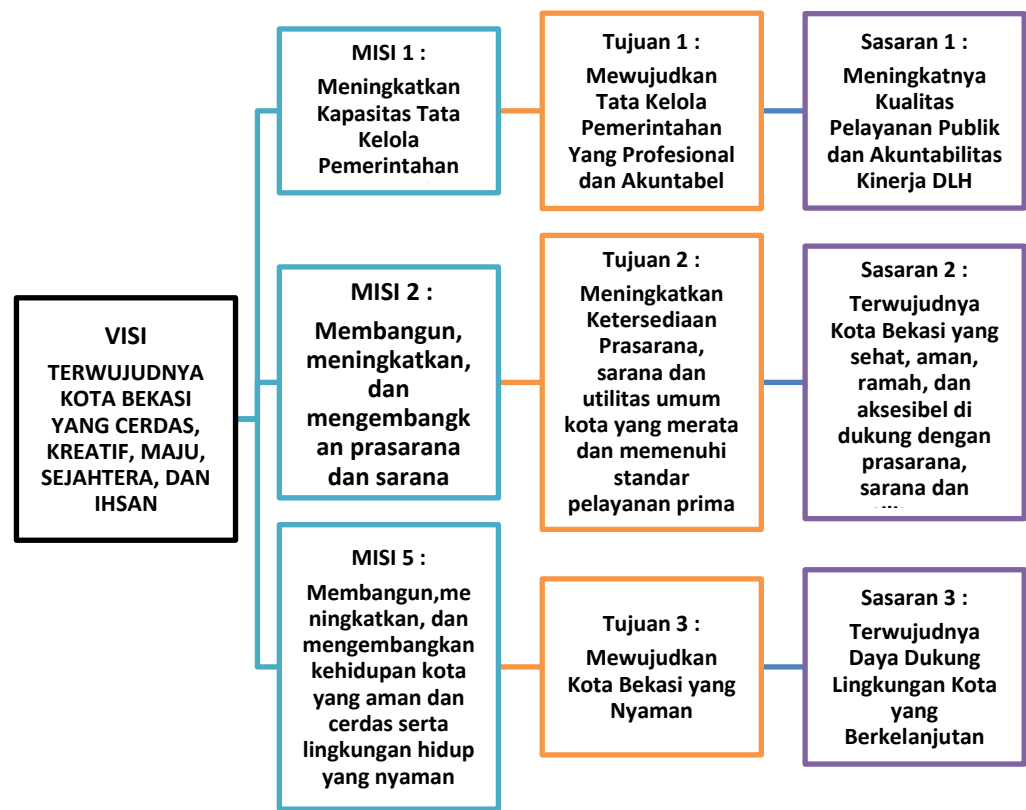 VISI
TERWUJUDNYA
KOTA BEKASI
YANG CERDAS,
KREATIF, MAJU,
SEJAHTERA, DAN
IHSAN
MISI 1 :
Meningkatkan
Kapasitas Tata
Kelola
Pemerintahan
Tujuan 1 :
Mewujudkan
Tata Kelola
Pemerintahan
Yang Profesional
dan Akuntabel
Sasaran 1 :
Meningkatnya
Kualitas
Pelayanan Publik
dan Akuntabilitas
Kinerja DLH
MISI 2 :
Membangun,
meningkatkan,
dan
mengembangk
an prasarana
dan sarana
Tujuan 2 :
Meningkatkan
Ketersediaan
Prasarana,
sarana dan
utilitas umum
kota yang merata
dan memenuhi
standar
pelayanan prima
Sasaran 2 :
Terwujudnya
Kota Bekasi yang
sehat, aman,
ramah, dan
aksesibel di
dukung dengan
prasarana,
sarana dan
MISI 5 :
Membangun,me
ningkatkan, dan
mengembangkan
kehidupan kota
yang aman dan
cerdas serta
lingkungan hidup
yang nyaman
Tujuan 3 :
Mewujudkan
Kota Bekasi yang
Nyaman
Sasaran 3 :
Terwujudnya
Daya Dukung
Lingkungan Kota
yang
Berkelanjutan